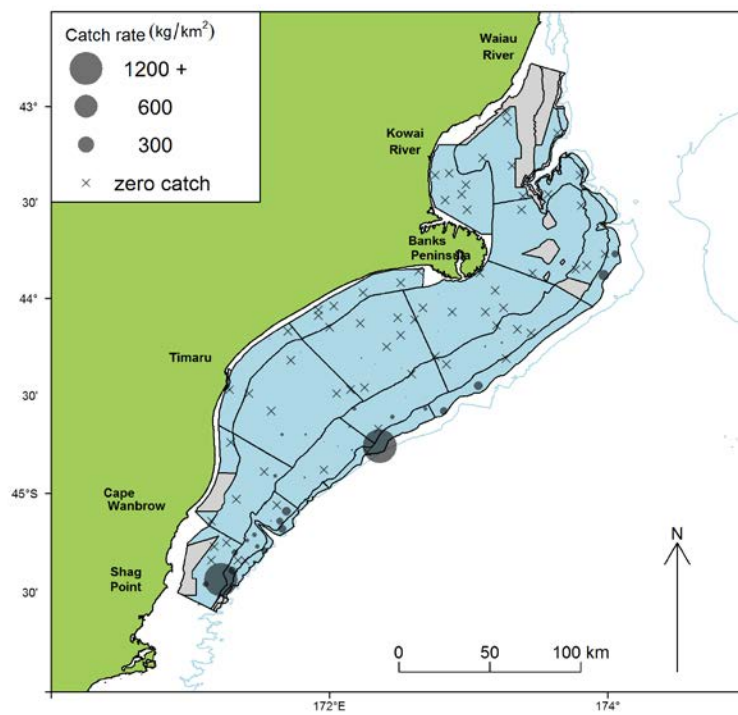 Catch rate (kg/km²)
1200 +
600
300
× zero catch
Waiau
River
43°
Kowai
River
30'
Banks
Peninsula
44°
Timaru
30'
45°S
Cape
Wanbrow
N
Shag
Point
30'
0 50 100 km
172°E 174°